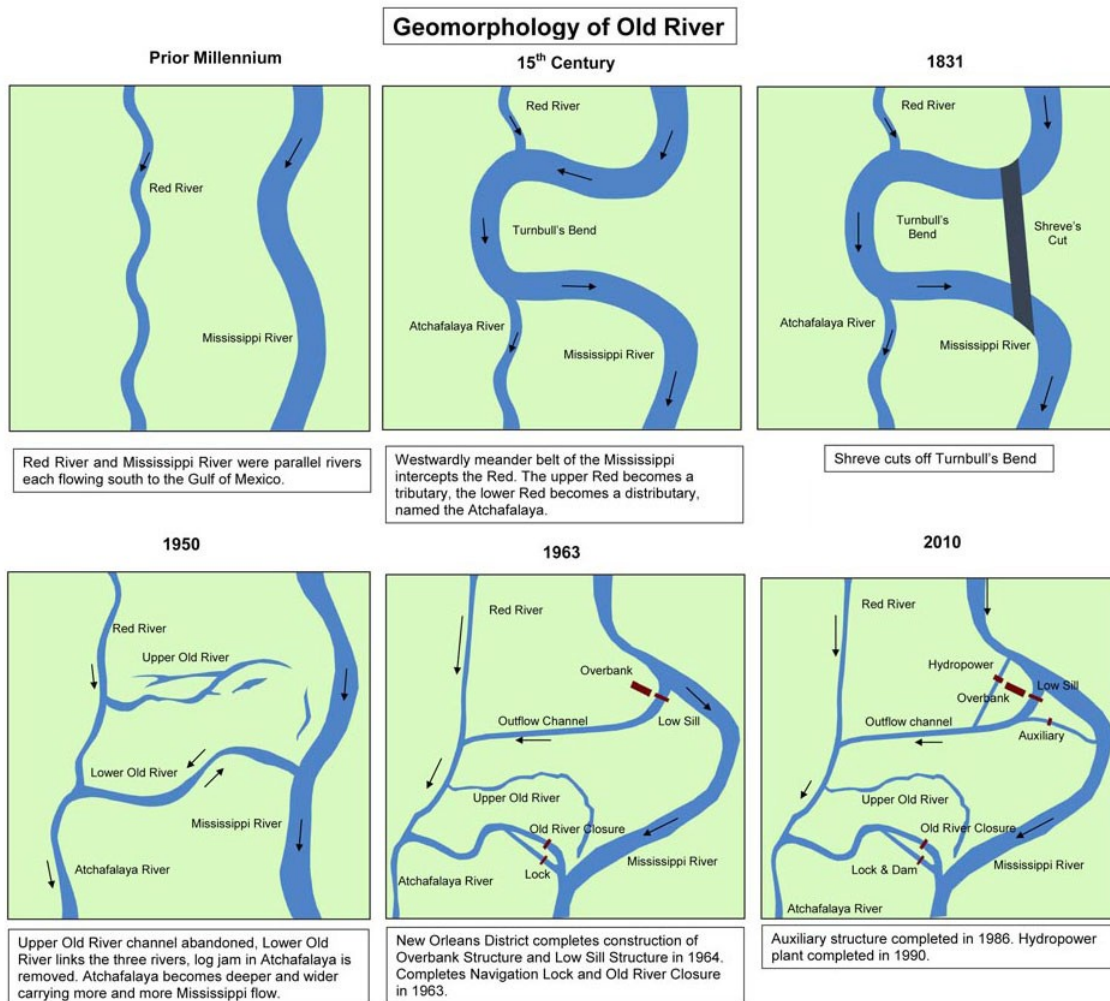 Geomorphology of Old River
Prior Millennium
Red River
Mississippi River
Red River and Mississippi River were parallel rivers
each flowing south to the Gulf of Mexico.
15th Century
Red River
Turnbull's Bend
Atchafalaya River
Mississippi River
Westwardly meander belt of the Mississippi
intercepts the Red. The upper Red becomes a
tributary, the lower Red becomes a distributary,
named the Atchafalaya.
1831
Red River
Turnbull's
Bend
Shreve's
Cut
Atchafalaya River
Mississippi River
Shreve cuts off Turnbull's Bend
1950
Red River
Upper Old River
Lower Old River
Mississippi River
Atchafalaya River
Upper Old River channel abandoned, Lower Old
River links the three rivers, log jam in Atchafalaya is
removed. Atchafalaya becomes deeper and wider
carrying more and more Mississippi flow.
1963
Red River
Overbank
Low Sill
Outflow Channel
Upper Old River
Old River Closure
Lock
Mississippi River
Atchafalaya River
New Orleans District completes construction of
Overbank Structure and Low Sill Structure in 1964.
Completes Navigation Lock and Old River Closure
in 1963.
2010
Red River
Hydropower
Low Sill
Overbank
Outflow channel
Auxiliary
Upper Old River
Old River Closure
Lock & Dam
Mississippi River
Atchafalaya River
Auxiliary structure completed in 1986. Hydropower
plant completed in 1990.